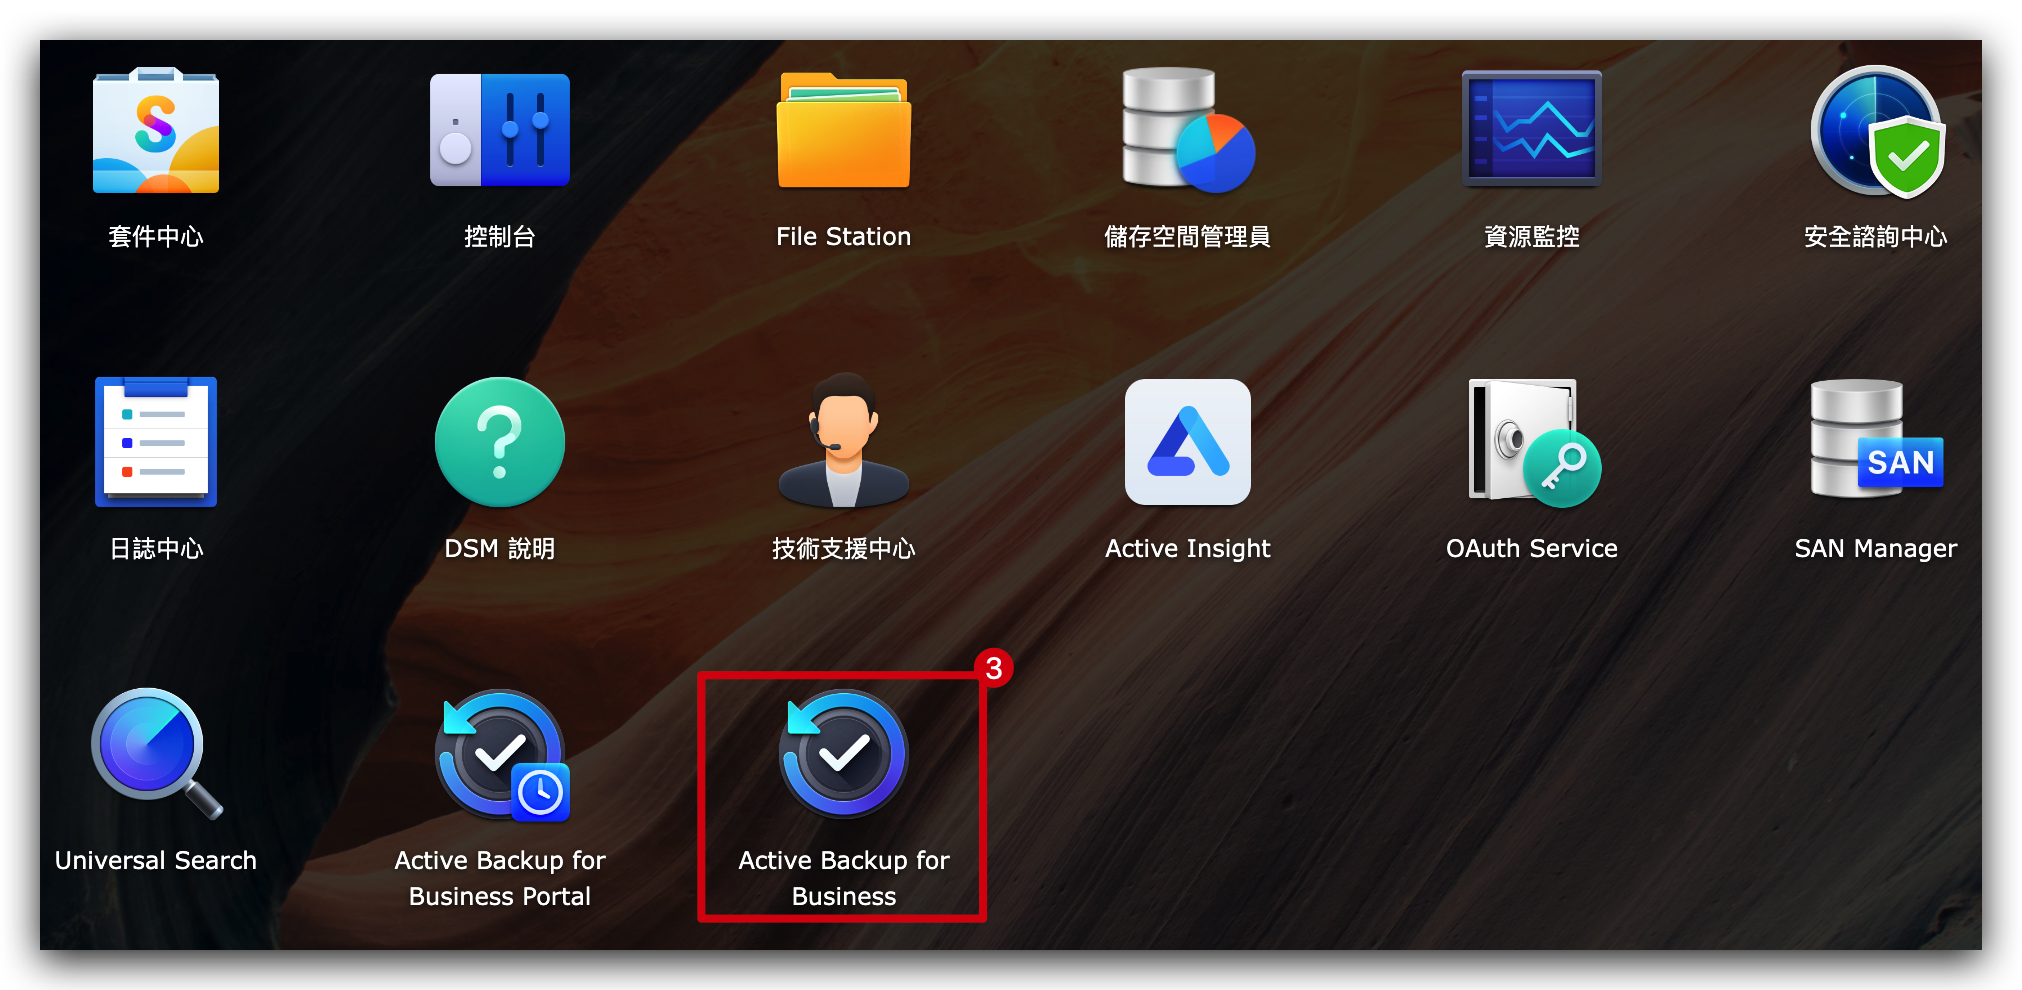 套件中心
控制台
File Station
儲存空間管理員
資源監控
安全諮詢中心
SAN
日誌中心
DSM 說明
技術支援中心
Active Insight
OAuth Service
SAN Manager
3
Universal Search
Active Backup for
Business Portal
Active Backup for
Business